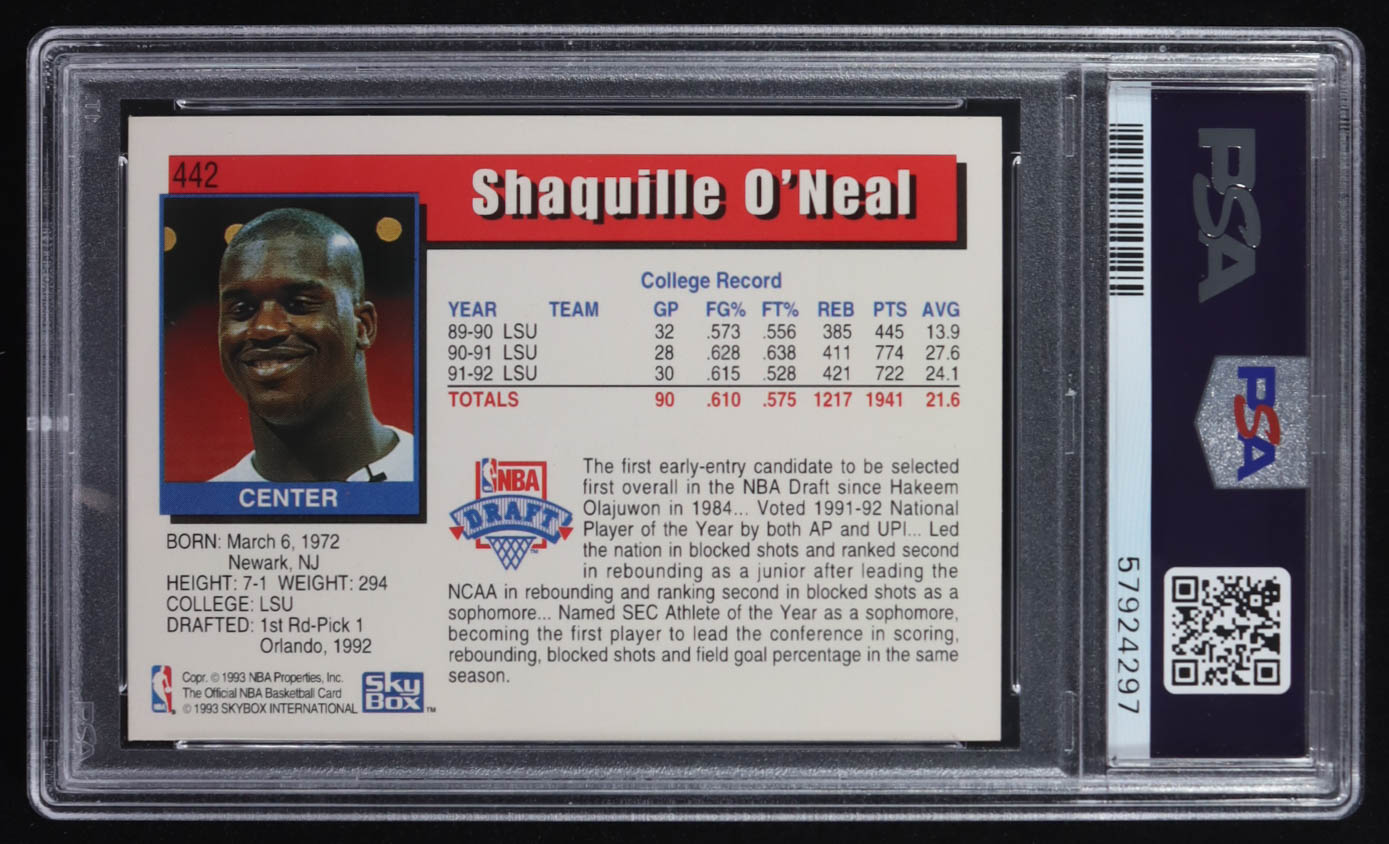 442
Shaquille O'Neal
CENTER
BORN: March 6, 1972
Newark, NJ
HEIGHT: 7-1 WEIGHT: 294
COLLEGE: LSU
DRAFTED: 1st Rd-Pick 1
Orlando, 1992
Copr. © 1993 NBA Properties, Inc.
The Official NBA Basketball Card
© 1993 SKYBOX INTERNATIONAL
NBA
Sky
Box™
College Record
YEAR TEAM GP FG% FT% REB PTS AVG
89-90 LSU 32 .573 .556 385 445 13.9
90-91 LSU 28 .628 .638 411 774 27.6
91-92 LSU 30 .615 .528 421 722 24.1
TOTALS 90 .610 .575 1217 1941 21.6
NBA
DRAFT
™
The first early-entry candidate to be selected
first overall in the NBA Draft since Hakeem
Olajuwon in 1984... Voted 1991-92 National
Player of the Year by both AP and UPI... Led
the nation in blocked shots and ranked second
in rebounding as a junior after leading the
NCAA in rebounding and ranking second in blocked shots as a
sophomore... Named SEC Athlete of the Year as a sophomore,
becoming the first player to lead the conference in scoring,
rebounding, blocked shots and field goal percentage in the same
season.
PSA
PSA
57924297
PSA